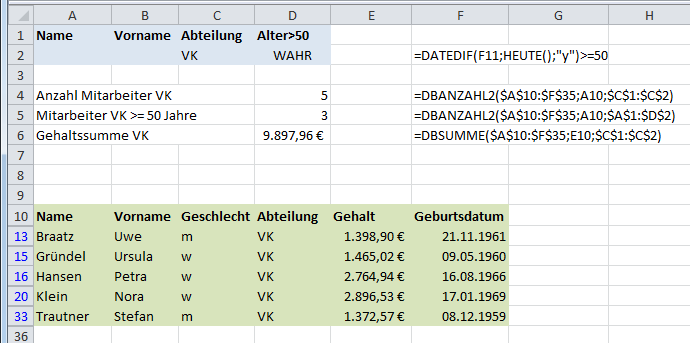 A B C D E F G H
1 Name Vorname Abteilung Alter>50
2 VK WAHR =DATEDIF(F11;HEUTE();"y")>=50
3
4 Anzahl Mitarbeiter VK 5 =DBANZAHL2($A$10:$F$35;A10;$C$1:$C$2)
5 Mitarbeiter VK >= 50 Jahre 3 =DBANZAHL2($A$10:$F$35;A10;$A$1:$D$2)
6 Gehaltssumme VK 9.897,96 € =DBSUMME($A$10:$F$35;E10;$C$1:$C$2)
7
8
9
10 Name Vorname Geschlecht Abteilung Gehalt Geburtsdatum
13 Braatz Uwe m VK 1.398,90 € 21.11.1961
15 Gründel Ursula w VK 1.465,02 € 09.05.1960
16 Hansen Petra w VK 2.764,94 € 16.08.1966
20 Klein Nora w VK 2.896,53 € 17.01.1969
33 Trautner Stefan m VK 1.372,57 € 08.12.1959
36